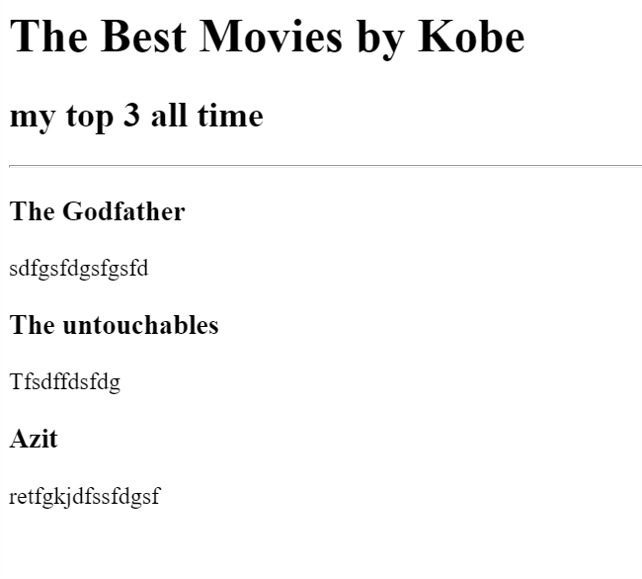 The Best Movies by Kobe
my top 3 all time
The Godfather
sdfgsfdgsfgsfd
The untouchables
Tfsdffdsfdg
Azit
retfgkjdfssfdgsf